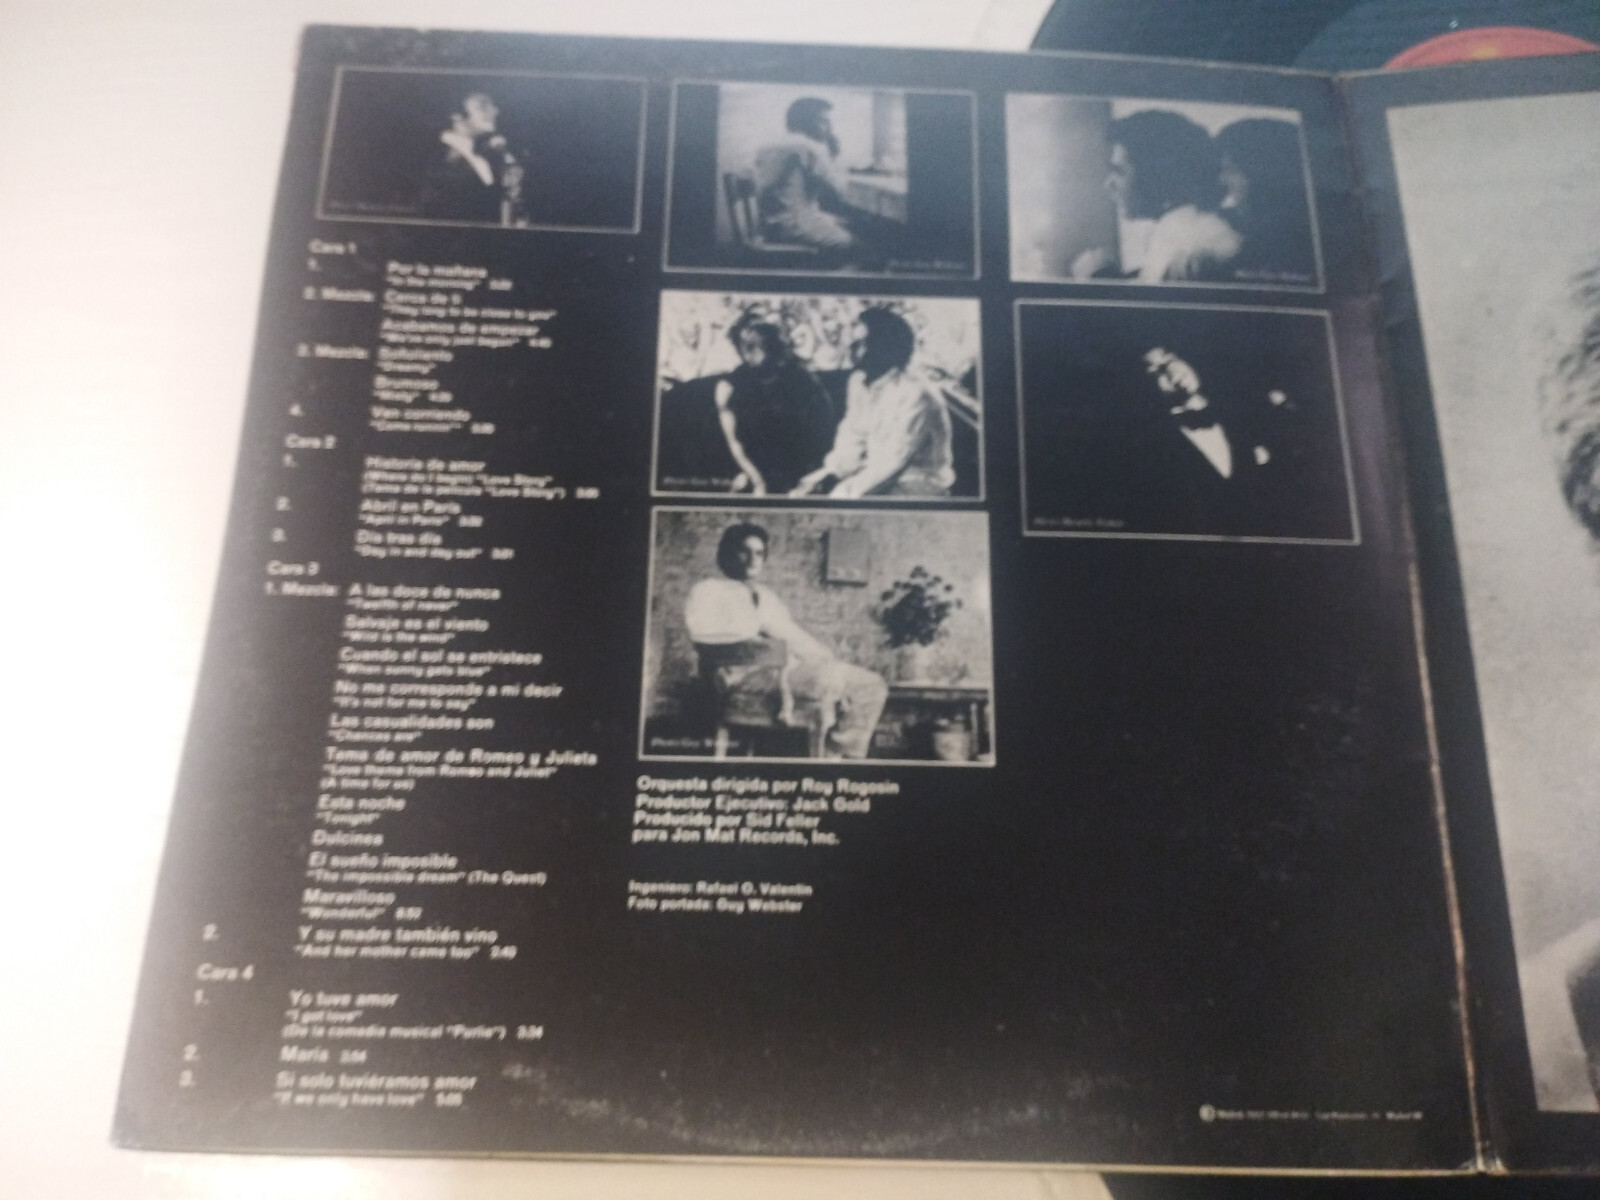 Cara 1
1. Por la mañana
"In the morning"
2. Mezcla: Cerca de ti
"They long to be close to you"
Acabamos de empezar
"We've only just begun"
3. Mezcla: Soñoliento
"Dreamy"
Brumoso
"Misty"
4. Ven corriendo
"Come runnin'"
Cara 2
1. Historia de amor
(Where do I begin) "Love Story"
(Tema de la película "Love Story")
2. Abril en París
"April in Paris"
3. Día tras día
"Day in and day out"
Cara 3
1. Mezcla: A las doce de nunca
"Twelfth of never"
Salvaje es el viento
"Wild is the wind"
Cuando el sol se entristece
"When sunny gets blue"
No me corresponde a mi decir
"It's not for me to say"
Las casualidades son
"Chances are"
Tema de amor de Romeo y Julieta
"Love theme from Romeo and Juliet"
(A time for us)
Esta noche
"Tonight"
Dulcinea
El sueño imposible
"The impossible dream" (The Quest)
Maravilloso
"Wonderful"
2. Y su madre también vino
"And her mother came too" 3:49
Cara 4
1. Yo tuve amor
"I got love"
(De la comedia musical "Purlie") 3:34
2. María 3:54
3. Si solo tuviéramos amor
"If we only have love"
Orquesta dirigida por Roy Rogosin
Productor Ejecutivo: Jack Gold
Producido por Sid Feller
para Jon Mat Records, Inc.
Ingeniero: Rafael O. Valentin
Foto portada: Guy Webster